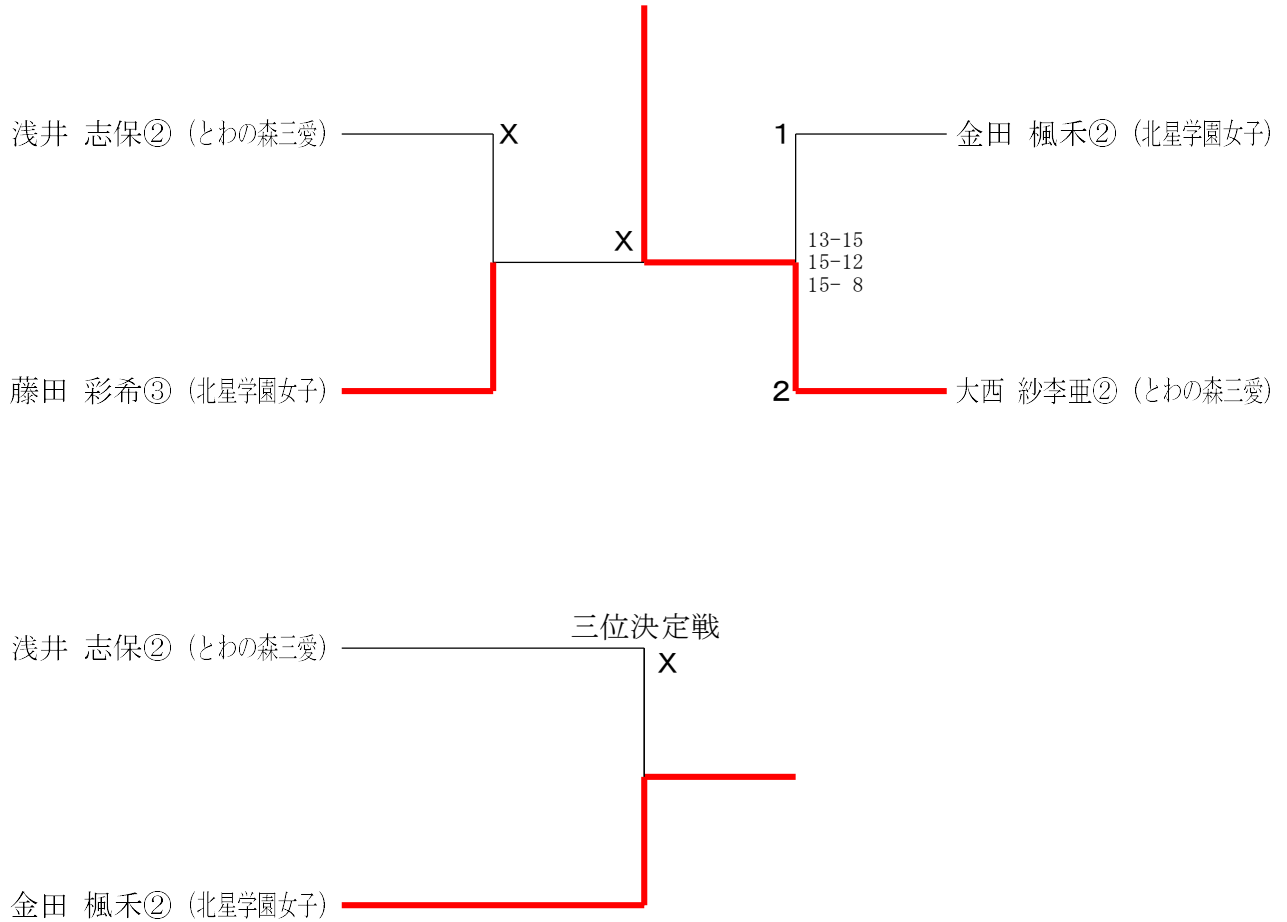 浅井 志保② (とわの森三愛)
X
1
金田 楓禾② (北星学園女子)
X
13-15
15-12
15- 8
藤田 彩希③ (北星学園女子)
2
大西 紗李亜② (とわの森三愛)
三位決定戦
浅井 志保② (とわの森三愛)
X
金田 楓禾② (北星学園女子)